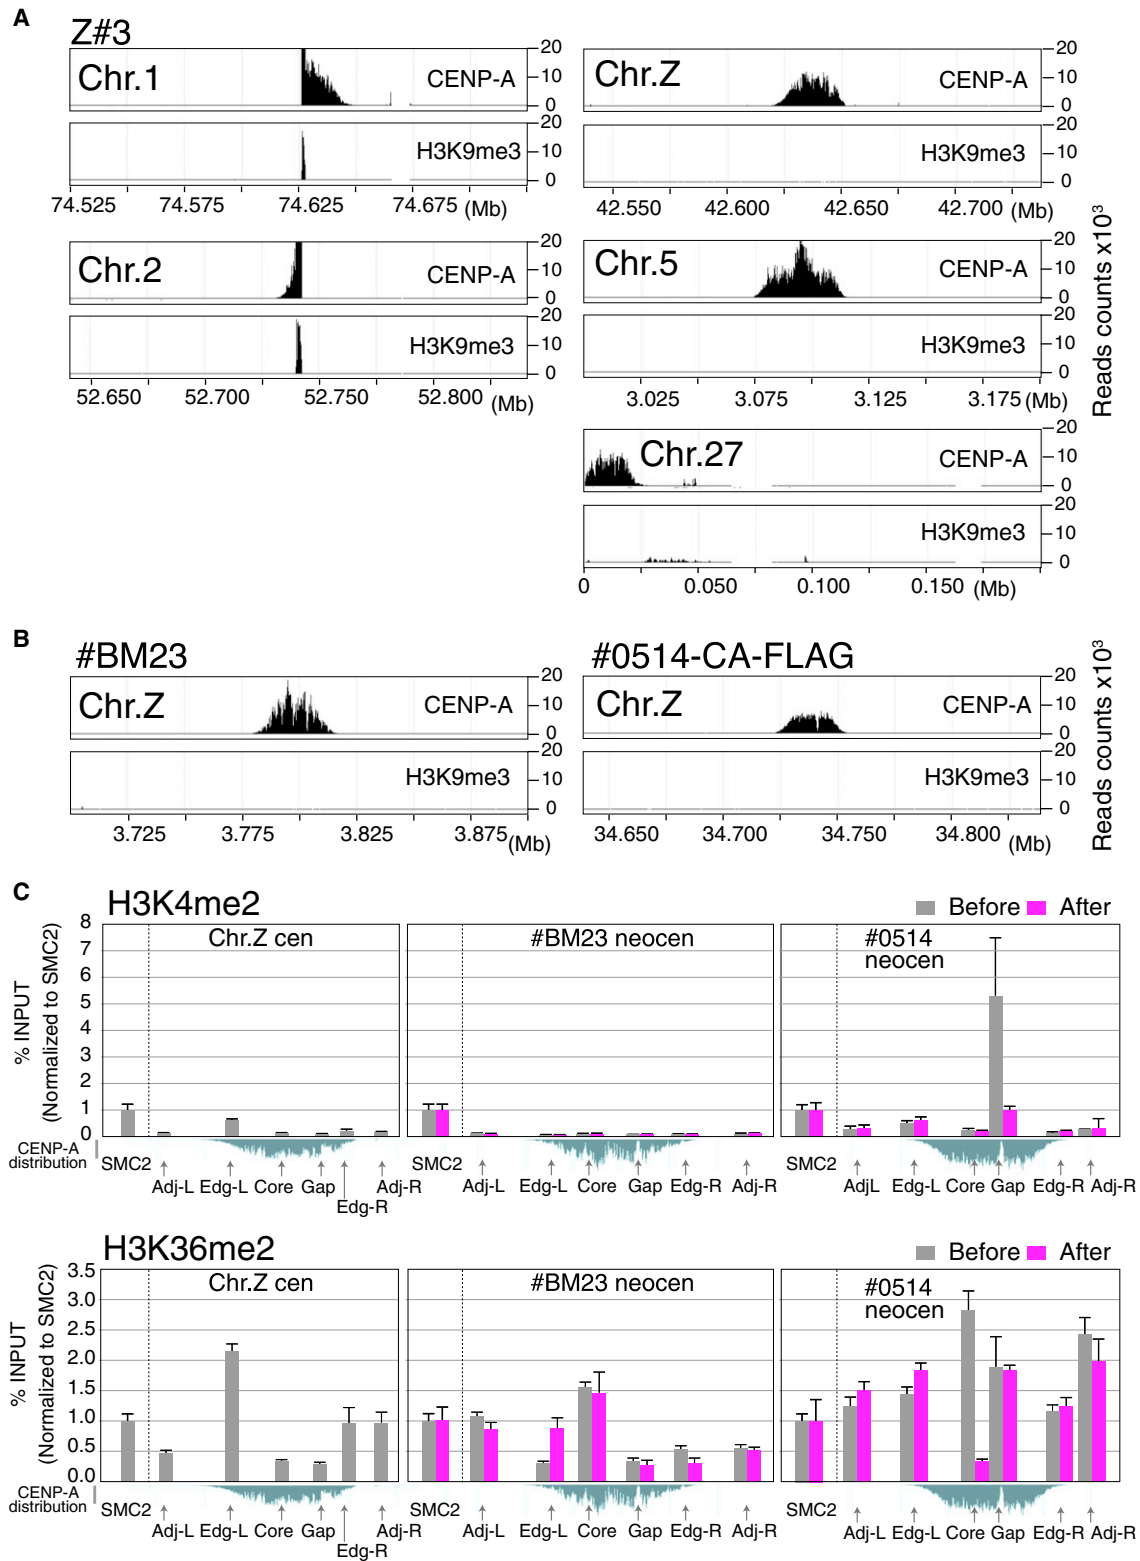 A
Z#3
Chr.1
CENP-A
20
10
0
H3K9me3
20
10
0
74.525 74.575 74.625 74.675 (Mb)
Chr.Z
CENP-A
20
10
0
H3K9me3
20
10
0
42.550 42.600 42.650 42.700 (Mb)
Chr.2
CENP-A
20
10
0
H3K9me3
20
10
0
52.650 52.700 52.750 52.800 (Mb)
Chr.5
CENP-A
20
10
0
H3K9me3
20
10
0
3.025 3.075 3.125 3.175 (Mb)
Chr.27
CENP-A
20
10
0
H3K9me3
20
10
0
0 0.050 0.100 0.150 (Mb)
Reads counts x10³
B
#BM23
Chr.Z
CENP-A
20
10
0
H3K9me3
20
10
0
3.725 3.775 3.825 3.875 (Mb)
#0514-CA-FLAG
Chr.Z
CENP-A
20
10
0
H3K9me3
20
10
0
34.650 34.700 34.750 34.800 (Mb)
Reads counts x10³
C
H3K4me2
Before After
% INPUT
(Normalized to SMC2)
8
7
6
5
4
3
2
1
0
Chr.Z cen
#BM23 neocen
#0514
neocen
CENP-A
distribution
SMC2 Adj-L Edg-L Core Gap Edg-R Adj-R
SMC2 Adj-L Edg-L Core Gap Edg-R Adj-R
SMC2 AdjL Edg-L Core Gap Edg-R Adj-R
H3K36me2
Before After
% INPUT
(Normalized to SMC2)
3.5
3.0
2.5
2.0
1.5
1.0
0.5
0.0
Chr.Z cen
#BM23 neocen
#0514
neocen
CENP-A
distribution
SMC2 Adj-L Edg-L Core Gap Edg-R Adj-R
SMC2 Adj-L Edg-L Core Gap Edg-R Adj-R
SMC2 Adj-L Edg-L Core Gap Edg-R Adj-R